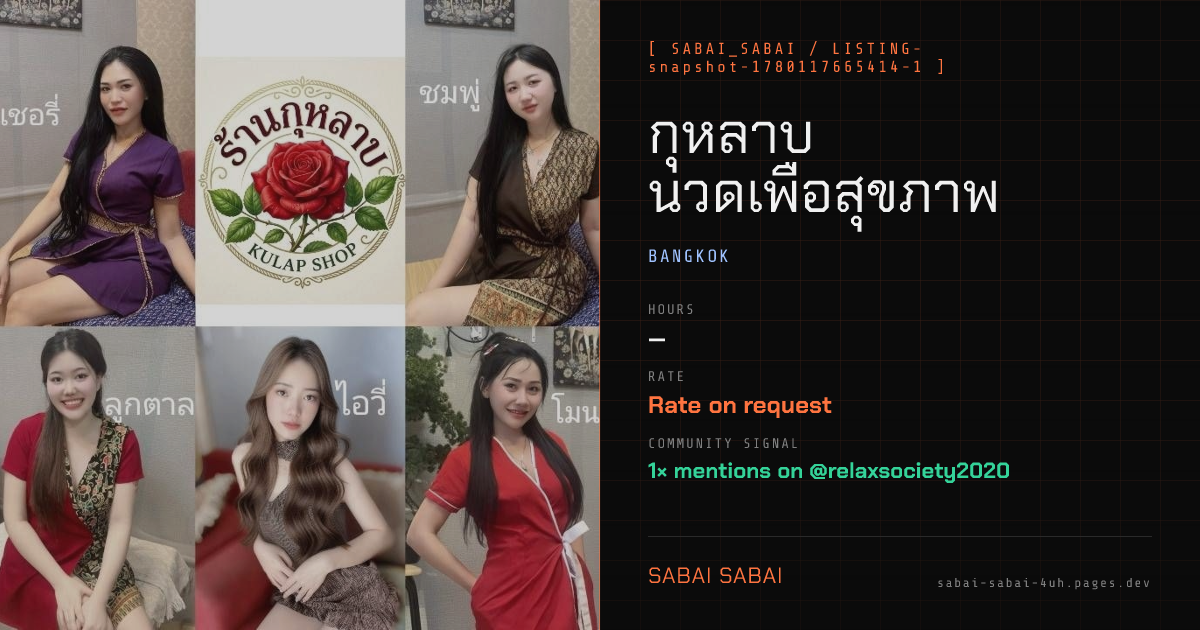 เชอรี่
ร้านกุหลาบ
KULAP SHOP
ชมพู่
ลูกตาล
ไอวี่
โมน
[ SABAI_SABAI / LISTING-
snapshot-1780117665414-1 ]
กุหลาบ
นวดเพื่อสุขภาพ
BANGKOK
HOURS
—
RATE
Rate on request
COMMUNITY SIGNAL
1× mentions on @relaxsociety2020
SABAI SABAI
sabai-sabai-4uh.pages.dev